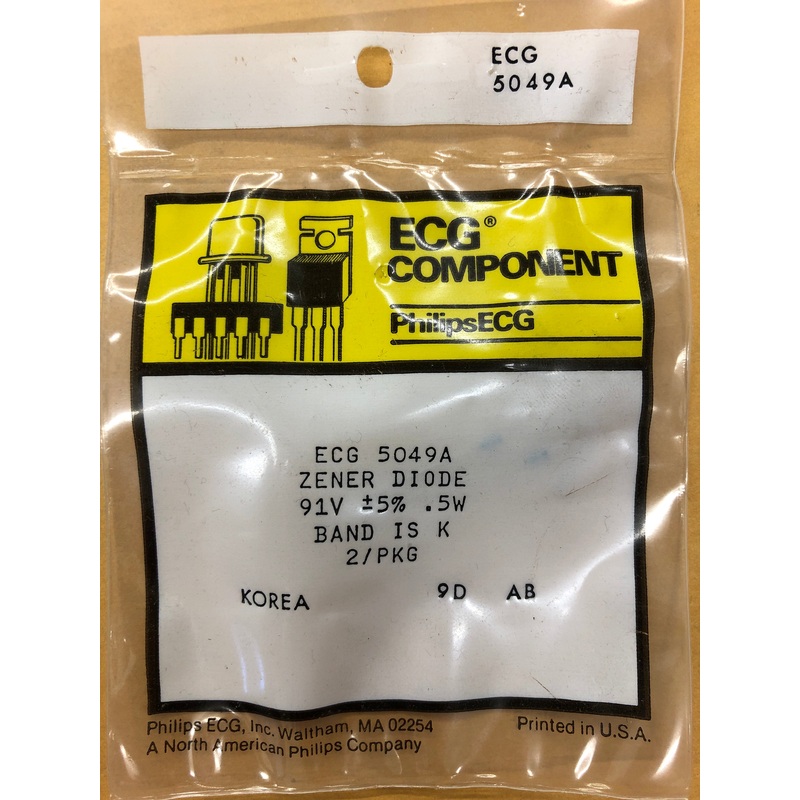 ECG
5049A
ECG®
COMPONENT
PhilipsECG
ECG 5049A
ZENER DIODE
91V ±5% .5W
BAND IS K
2/PKG
KOREA 9D AB
Philips ECG, Inc. Waltham, MA 02254
A North American Philips Company
Printed in U.S.A.